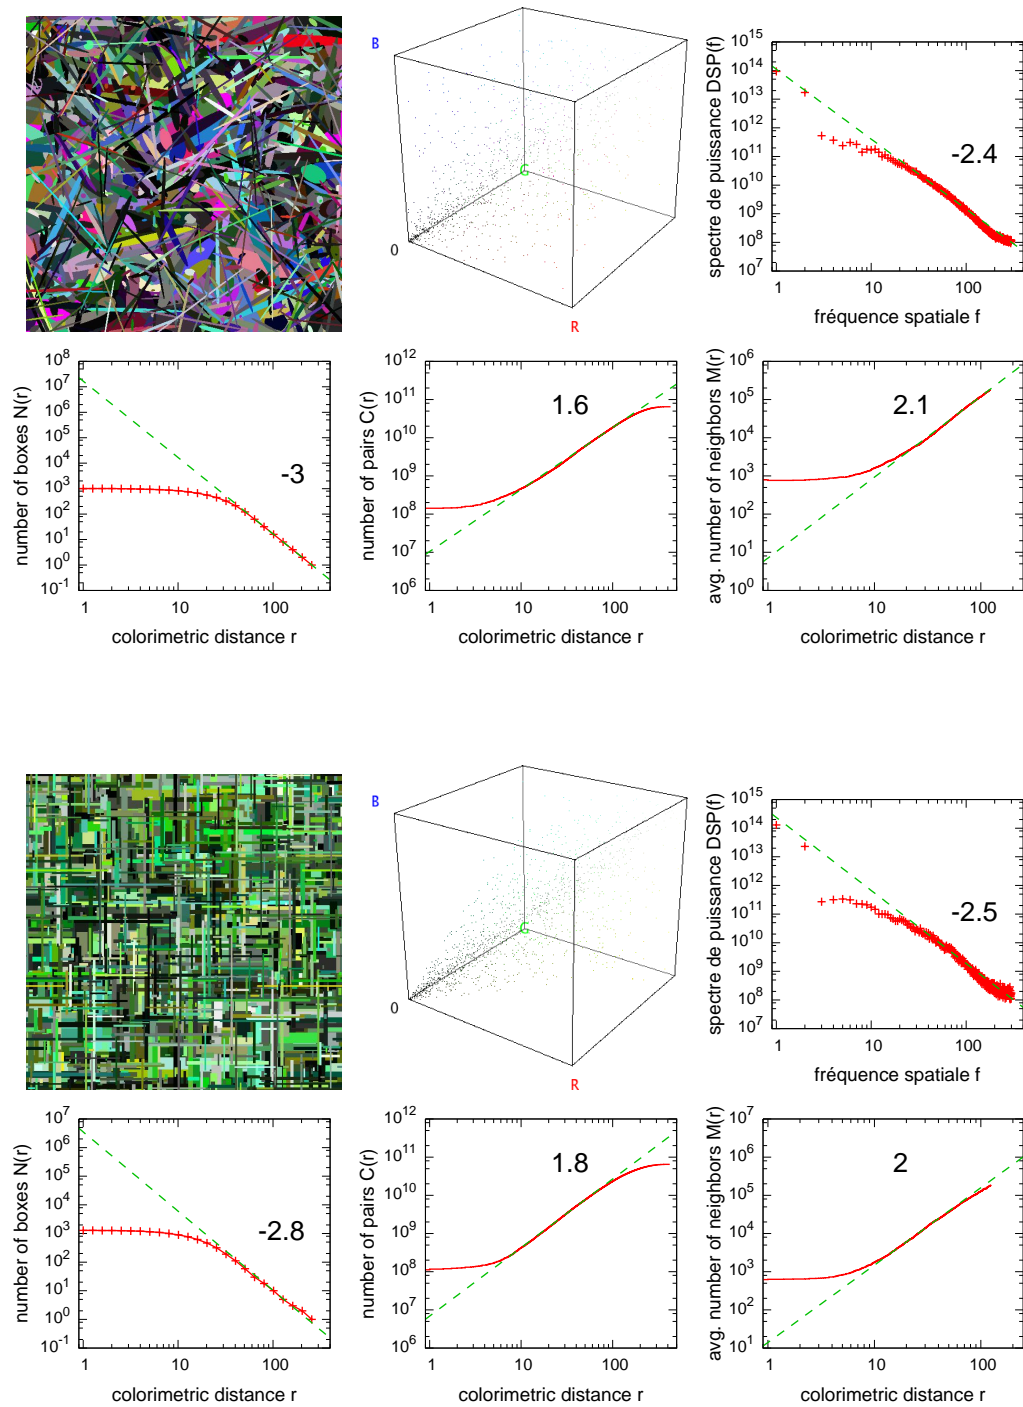 B
G
0
R
spectre de puissance DSP(f)
10^15
10^14
10^13
10^12
10^11
10^10
10^9
10^8
10^7
-2.4
1 10 100
fréquence spatiale f
number of boxes N(r)
10^8
10^7
10^6
10^5
10^4
10^3
10^2
10^1
10^0
10^-1
-3
1 10 100
colorimetric distance r
number of pairs C(r)
10^12
10^11
10^10
10^9
10^8
10^7
10^6
1.6
1 10 100
colorimetric distance r
avg. number of neighbors M(r)
10^6
10^5
10^4
10^3
10^2
10^1
10^0
2.1
1 10 100
colorimetric distance r
B
G
0
R
spectre de puissance DSP(f)
10^15
10^14
10^13
10^12
10^11
10^10
10^9
10^8
10^7
-2.5
1 10 100
fréquence spatiale f
number of boxes N(r)
10^7
10^6
10^5
10^4
10^3
10^2
10^1
10^0
10^-1
-2.8
1 10 100
colorimetric distance r
number of pairs C(r)
10^12
10^11
10^10
10^9
10^8
10^7
10^6
1.8
1 10 100
colorimetric distance r
avg. number of neighbors M(r)
10^7
10^6
10^5
10^4
10^3
10^2
10^1
2
1 10 100
colorimetric distance r